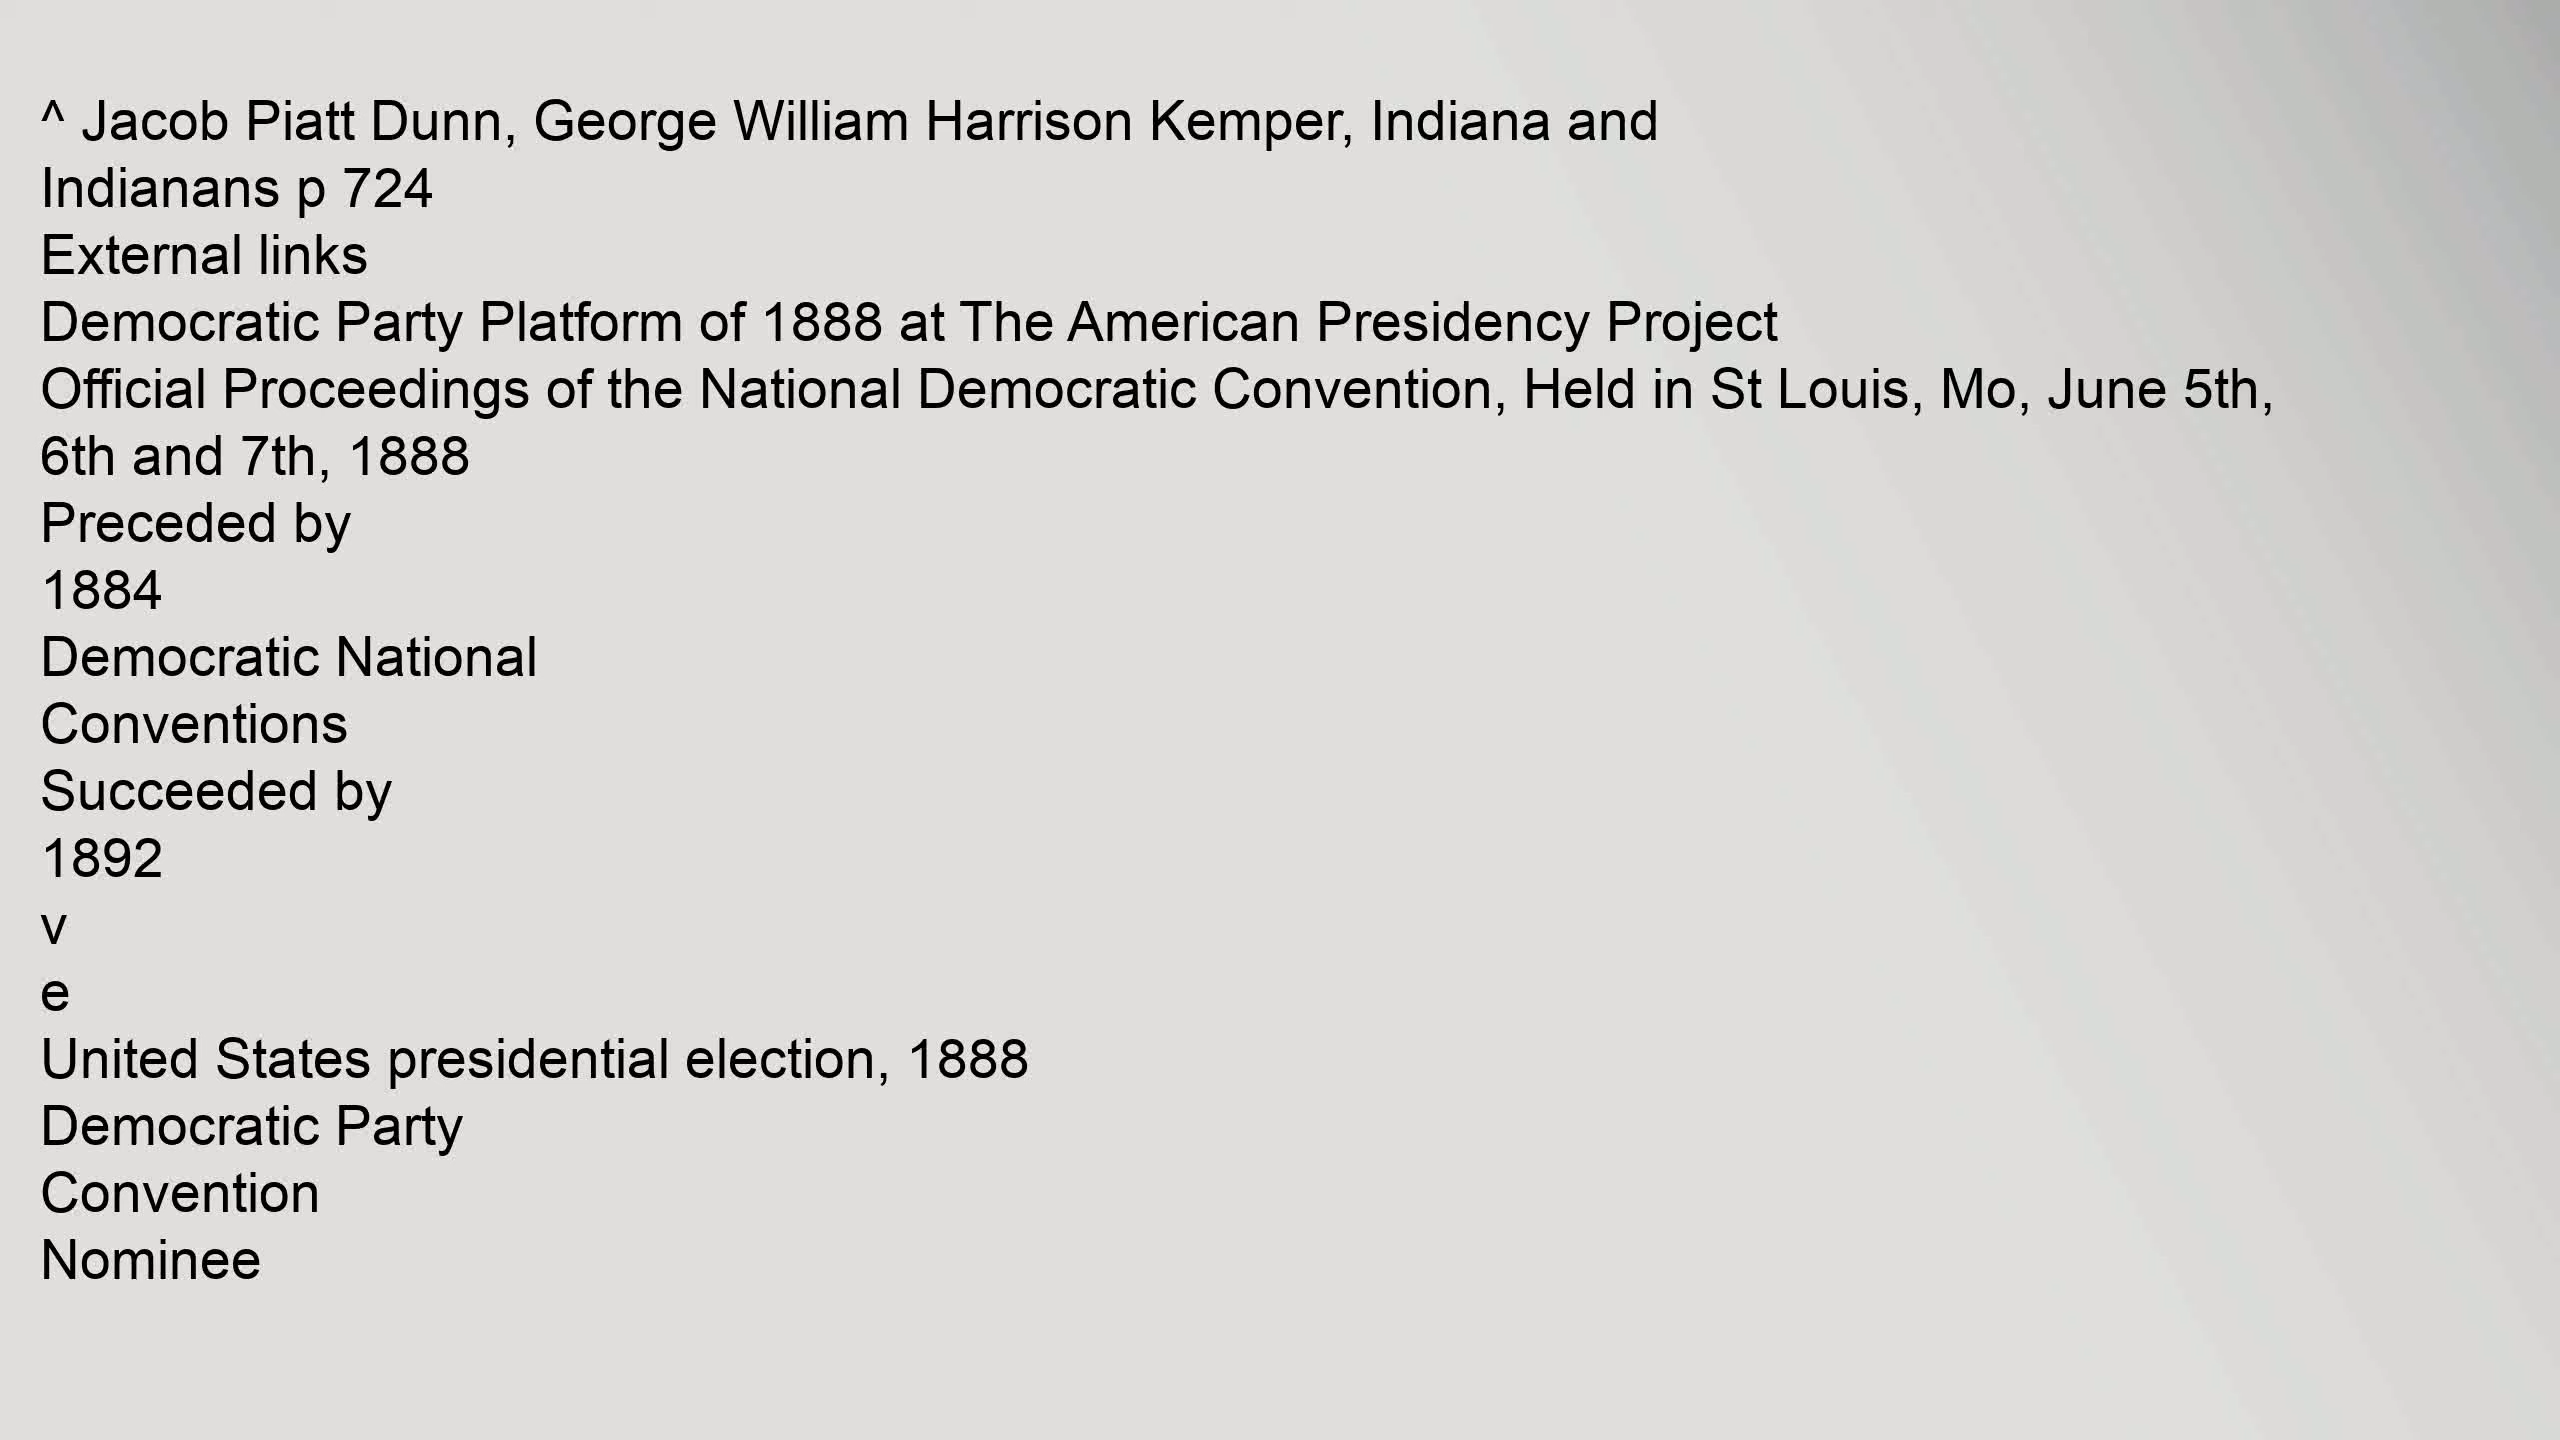 ^ Jacob Piatt Dunn, George William Harrison Kemper, Indiana and
Indianans p 724
External links
Democratic Party Platform of 1888 at The American Presidency Project
Official Proceedings of the National Democratic Convention, Held in St Louis, Mo, June 5th,
6th and 7th, 1888
Preceded by
1884
Democratic National
Conventions
Succeeded by
1892
v
e
United States presidential election, 1888
Democratic Party
Convention
Nominee